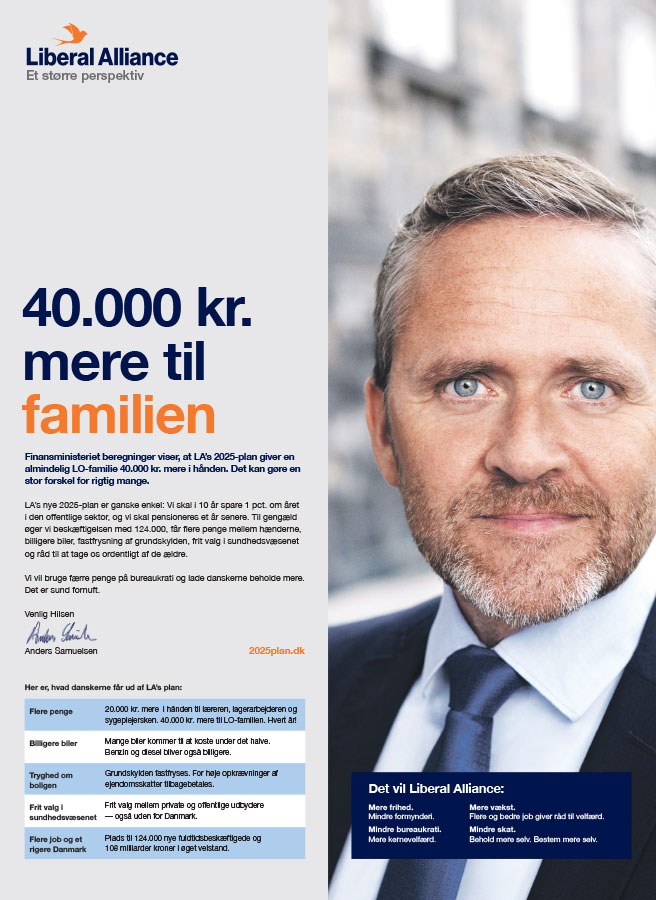 Liberal Alliance
Et større perspektiv
40.000 kr.
mere til
familien
Finansministeriet beregninger viser, at LA's 2025-plan giver en
almindelig LO-familie 40.000 kr. mere i hånden. Det kan gøre en
stor forskel for rigtig mange.
LA's nye 2025-plan er ganske enkel: Vi skal i 10 år spare 1 pct. om året
i den offentlige sektor, og vi skal pensioneres et år senere. Til gengæld
øger vi beskæftigelsen med 124.000, får flere penge mellem hænderne,
billigere biler, fastfrysning af grundskylden, frit valg i sundhedsvæsenet
og råd til at tage os ordentligt af de ældre.
Vi vil bruge færre penge på bureaukrati og lade danskerne beholde mere.
Det er sund fornuft.
Venlig Hilsen
Anders Samuelsen
2025plan.dk
Her er, hvad danskerne får ud af LA's plan:
Flere penge
20.000 kr. mere i hånden til læreren, lagerarbejderen og
sygeplejersken. 40.000 kr. mere til LO-familien. Hvert år!
Billigere biler
Mange biler kommer til at koste under det halve.
Benzin og diesel bliver også billigere.
Tryghed om
boligen
Grundskylden fastfryses. For høje opkrævninger af
ejendomsskatter tilbagebetales.
Frit valg i
sundhedsvæsenet
Frit valg mellem private og offentlige udbydere
— også uden for Danmark.
Flere job og et
rigere Danmark
Plads til 124.000 nye fuldtidsbeskæftigede og
108 milliarder kroner i øget velstand.
Det vil Liberal Alliance:
Mere frihed.
Mindre formynderi.
Mindre bureaukrati.
Mere kernevelfærd.
Mere vækst.
Flere og bedre job giver råd til velfærd.
Mindre skat.
Behold mere selv. Bestem mere selv.